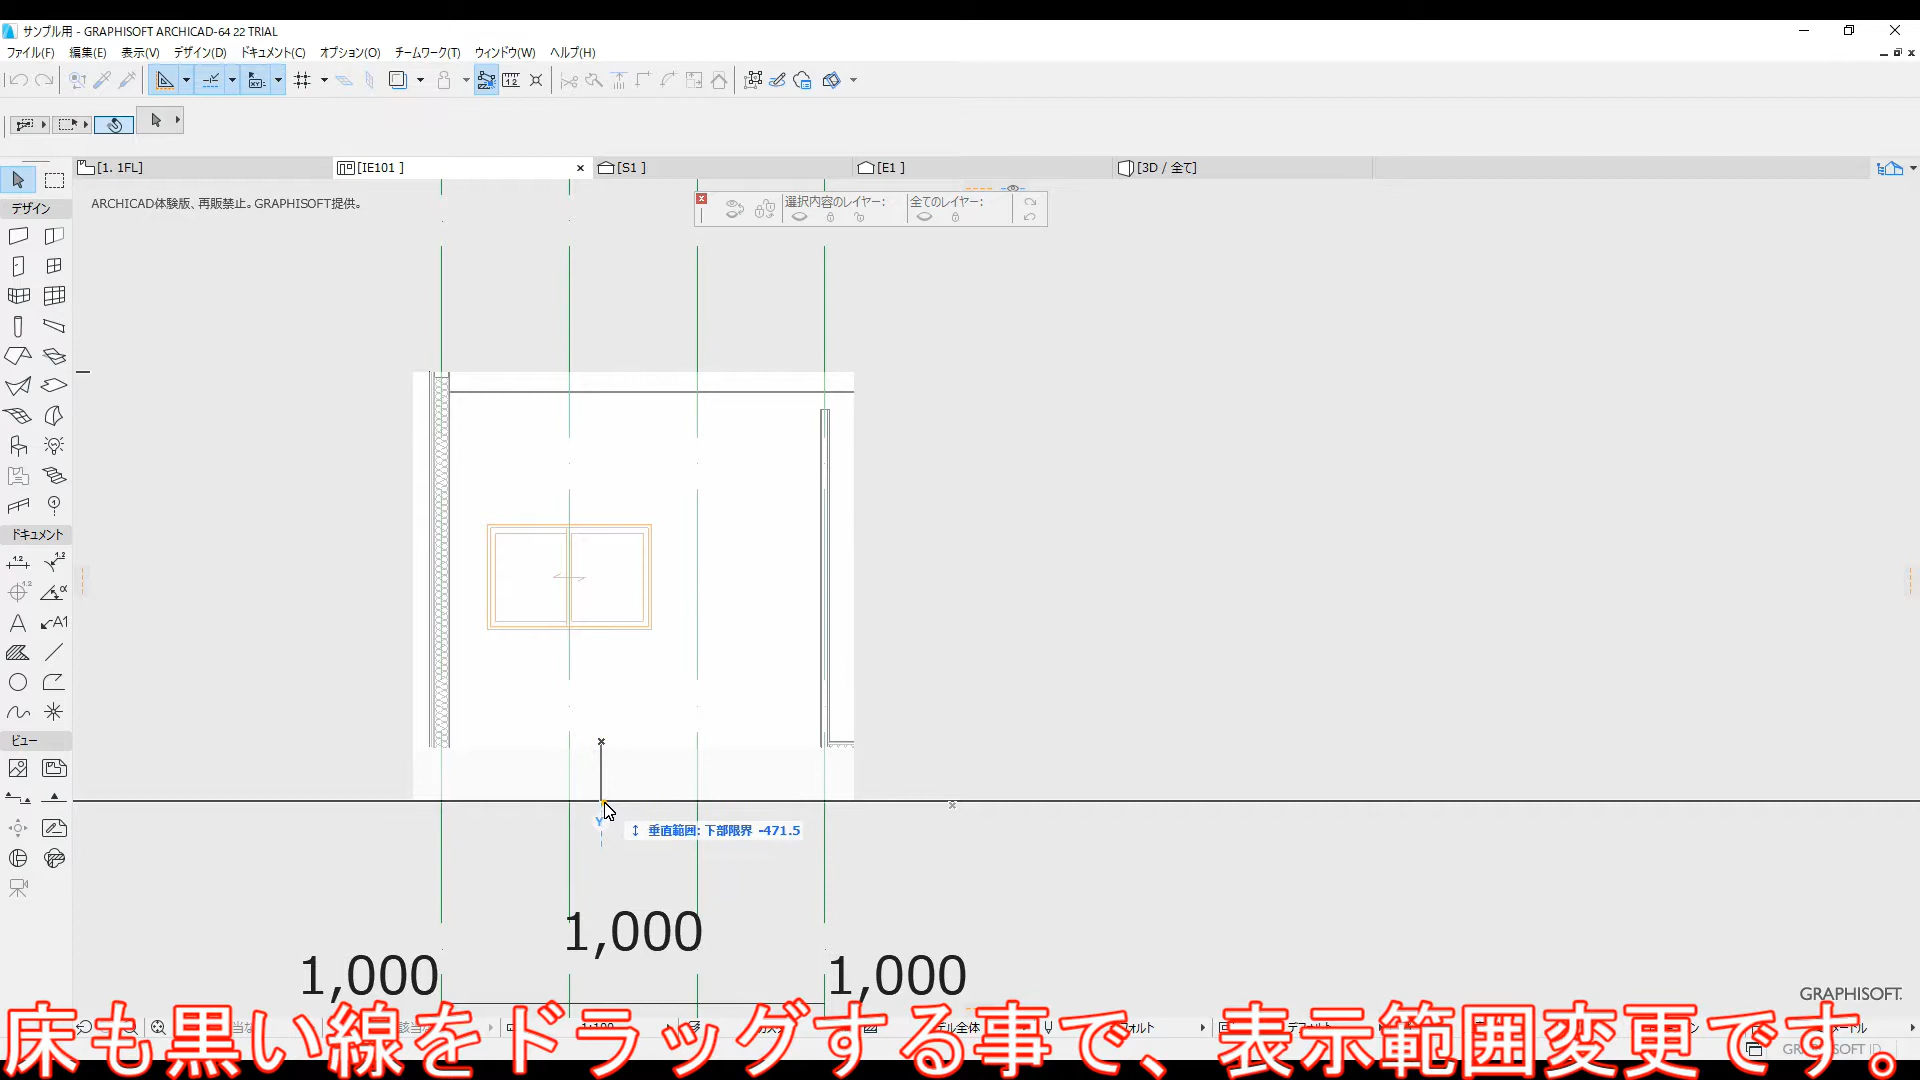 サンプル用 - GRAPHISOFT ARCHICAD-64 22 TRIAL
ファイル(F) 編集(E) 表示(V) デザイン(D) ドキュメント(C) オプション(O) チームワーク(T) ウィンドウ(W) ヘルプ(H)
[1. 1FL] [IE101 ] [S1 ] [E1 ] [3D / 全て]
ARCHICAD体験版、再販禁止。GRAPHISOFT提供。
選択内容のレイヤー: 全てのレイヤー:
デザイン
ドキュメント
ビュー
垂直範囲: 下部限界 -471.5
1,000
1,000 1,000
GRAPHISOFT.
床も黒い線をドラッグする事で、表示範囲変更です。
GRAPHISOFT ID